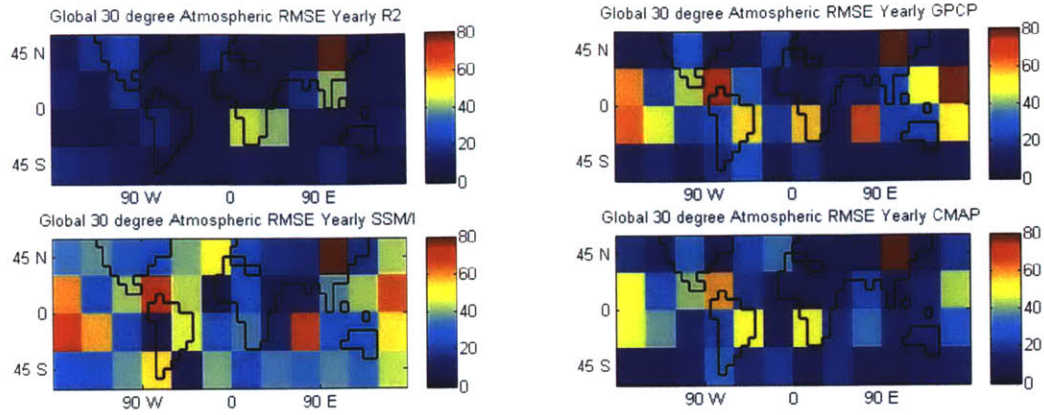 Global 30 degree Atmospheric RMSE Yearly R2
45 N
0
45 S
90 W 0 90 E
80
60
40
20
0
Global 30 degree Atmospheric RMSE Yearly GPCP
45 N
0
45 S
90 W 0 90 E
80
60
40
20
0
Global 30 degree Atmospheric RMSE Yearly SSM/I
45 N
0
45 S
90 W 0 90 E
80
60
40
20
0
Global 30 degree Atmospheric RMSE Yearly CMAP
45 N
0
45 S
90 W 0 90 E
80
60
40
20
0